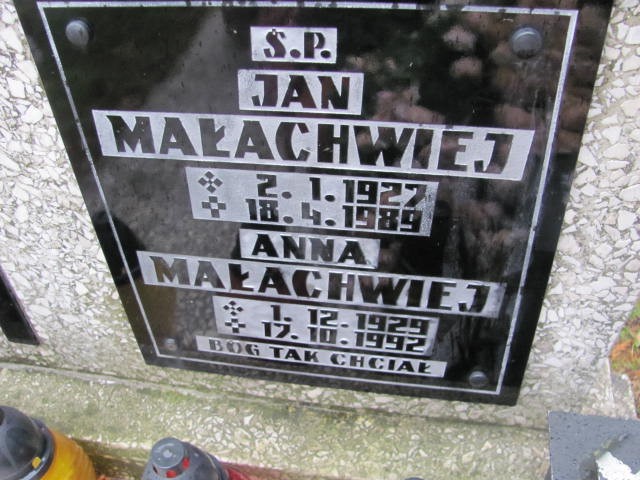 Ś.P.
JAN
MAŁACHWIEJ
2.1.1927
18.4.1989
ANNA
MAŁACHWIEJ
1.12.1929
17.10.1992
BÓG TAK CHCIAŁ